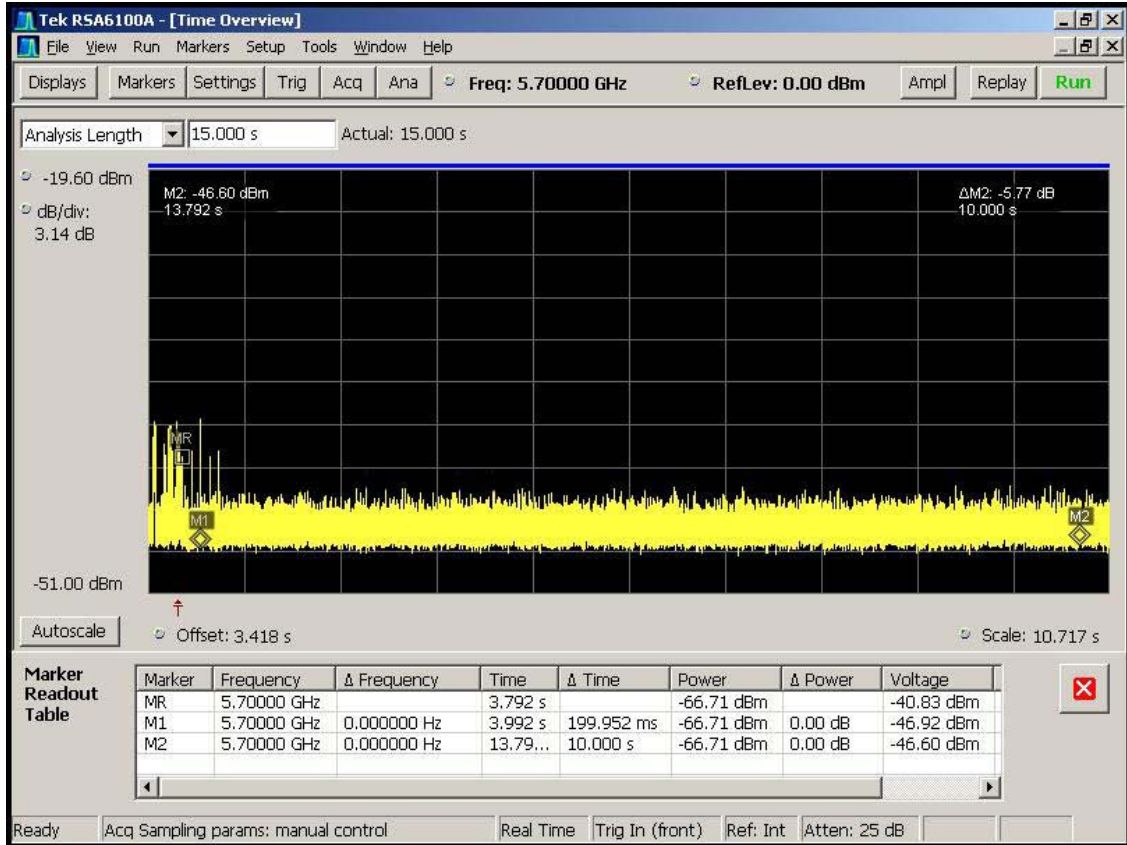 Tek RSA6100A - [Time Overview]
File View Run Markers Setup Tools Window Help
Displays Markers Settings Trig Acq Ana Freq: 5.70000 GHz RefLev: 0.00 dBm Ampl Replay Run
Analysis Length 15.000 s Actual: 15.000 s
-19.60 dBm
M2: -46.60 dBm ΔM2: -5.77 dB
dB/div: 13.792 s 10.000 s
3.14 dB
MR
M1 M2
-51.00 dBm
Autoscale Offset: 3.418 s Scale: 10.717 s
Marker Readout Table
Marker Frequency Δ Frequency Time Δ Time Power Δ Power Voltage
MR 5.70000 GHz 3.792 s -66.71 dBm -40.83 dBm
M1 5.70000 GHz 0.000000 Hz 3.992 s 199.952 ms -66.71 dBm 0.00 dB -46.92 dBm
M2 5.70000 GHz 0.000000 Hz 13.79... 10.000 s -66.71 dBm 0.00 dB -46.60 dBm
Ready Acq Sampling params: manual control Real Time Trig In (front) Ref: Int Atten: 25 dB